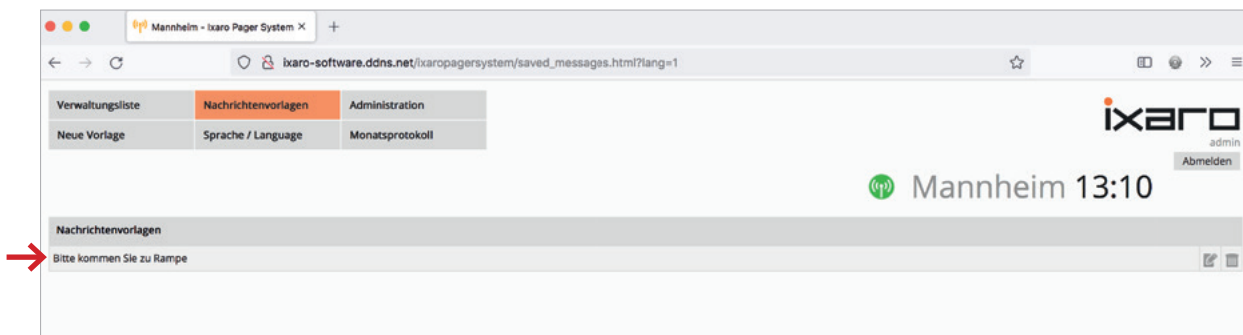 Mannheim - Ixaro Pager System × +
ixaro-software.ddns.net/ixaropagersystem/saved_messages.html?lang=1
Verwaltungsliste Nachrichtenvorlagen Administration
Neue Vorlage Sprache / Language Monatsprotokoll
ixaro
admin
Abmelden
Mannheim 13:10
Nachrichtenvorlagen
Bitte kommen Sie zu Rampe